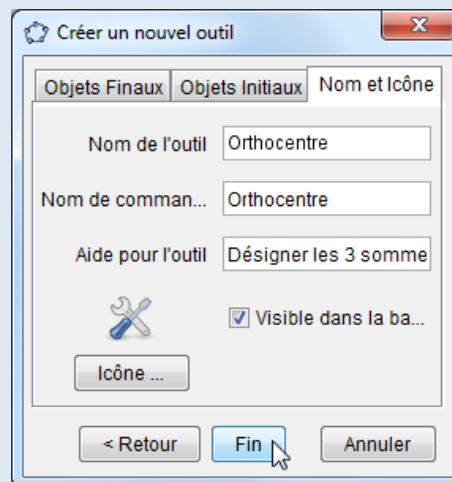 Créer un nouvel outil
Objets Finaux Objets Initiaux Nom et Icône
Nom de l'outil Orthocentre
Nom de comman... Orthocentre
Aide pour l'outil Désigner les 3 somme
Visible dans la ba...
Icône ...
< Retour Fin Annuler